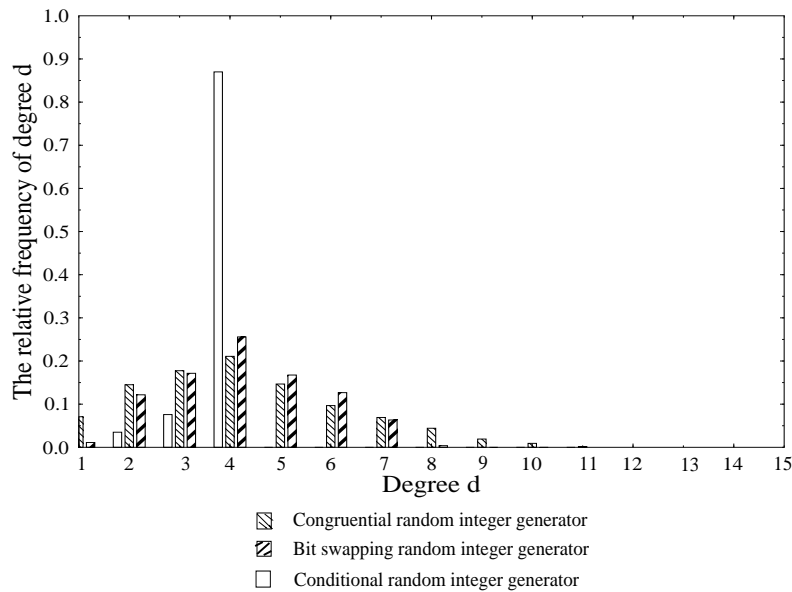 1.0
0.9
0.8
0.7
0.6
0.5
0.4
0.3
0.2
0.1
0.0
The relative frequency of degree d
1 2 3 4 5 6 7 8 9 10 11 12 13 14 15
Degree d
Congruential random integer generator
Bit swapping random integer generator
Conditional random integer generator